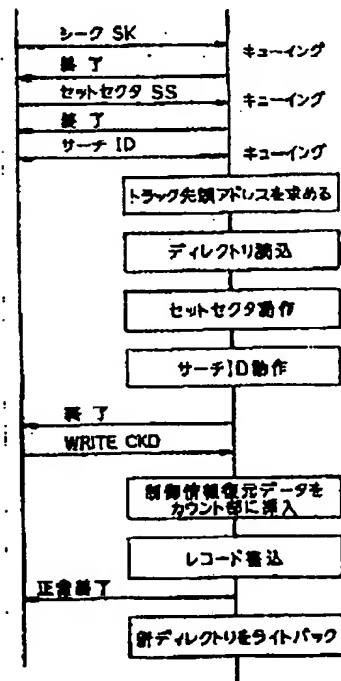 シーク SK
キューイング
終了
セットセクタ SS
キューイング
終了
サーチ ID
キューイング
トラック先頭アドレスを求める
ディレクトリ読込
セットセクタ動作
サーチID動作
終了
WRITE CKD
制御情報復元データを
カウント部に挿入
レコード書込
正常終了
新ディレクトリをライトバック